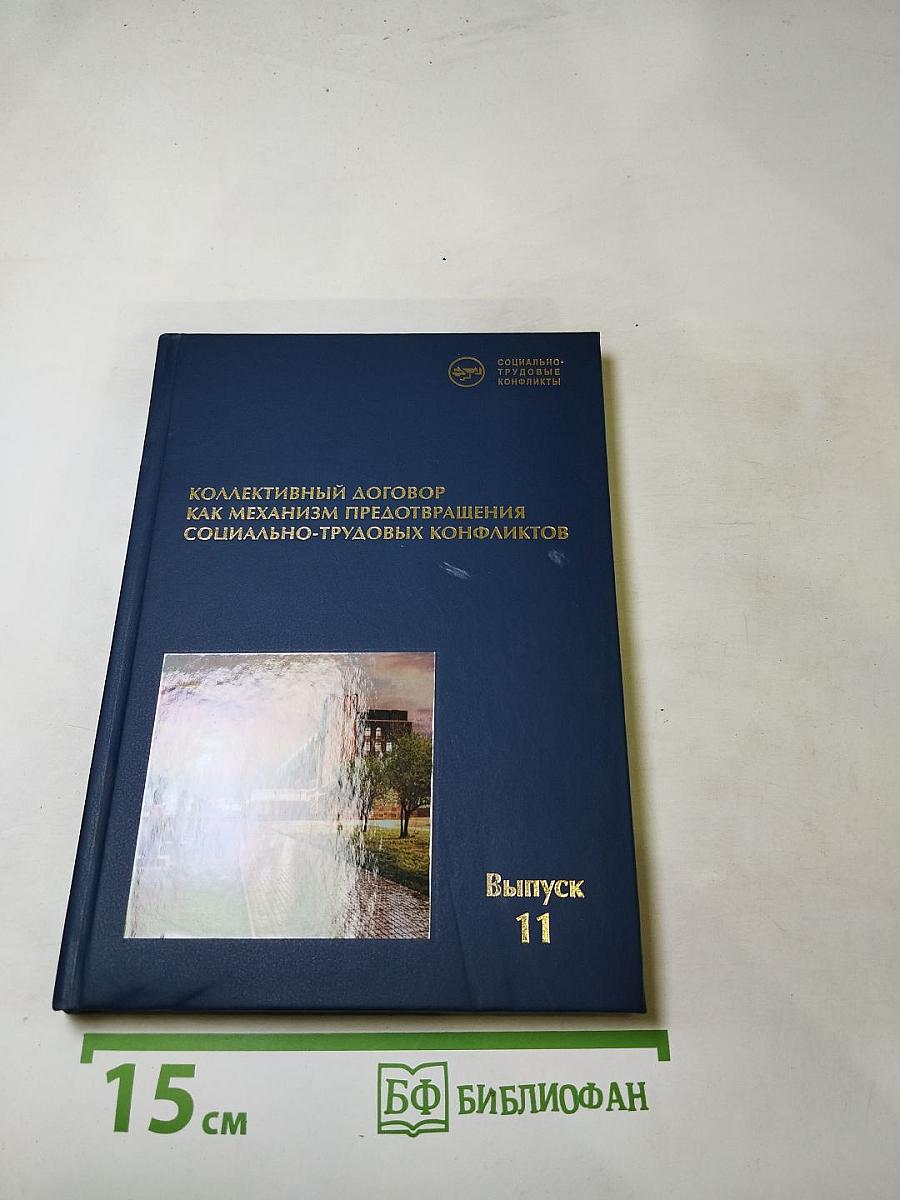 СОЦИАЛЬНО-
ТРУДОВЫЕ
КОНФЛИКТЫ
КОЛЛЕКТИВНЫЙ ДОГОВОР
КАК МЕХАНИЗМ ПРЕДОТВРАЩЕНИЯ
СОЦИАЛЬНО-ТРУДОВЫХ КОНФЛИКТОВ
Выпуск
11
15 см
БФ БИБЛИОФАН